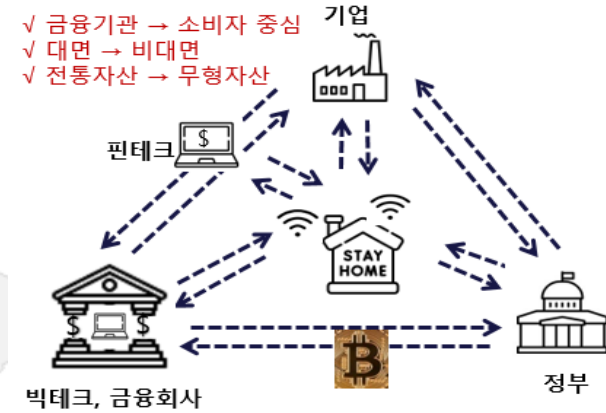 √ 금융기관 → 소비자 중심
√ 대면 → 비대면
√ 전통자산 → 무형자산
기업
핀테크
$
STAY
HOME
$ $
빅테크, 금융회사
정부